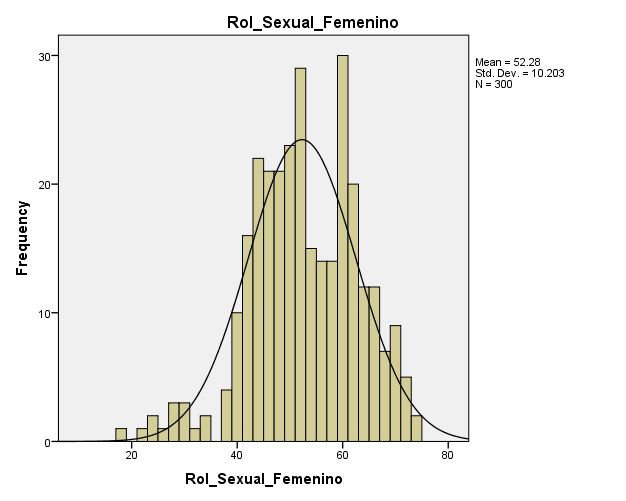 Rol_Sexual_Femenino
Mean = 52.28
Std. Dev. = 10.203
N = 300
Frequency
30
20
10
0
20 40 60 80
Rol_Sexual_Femenino